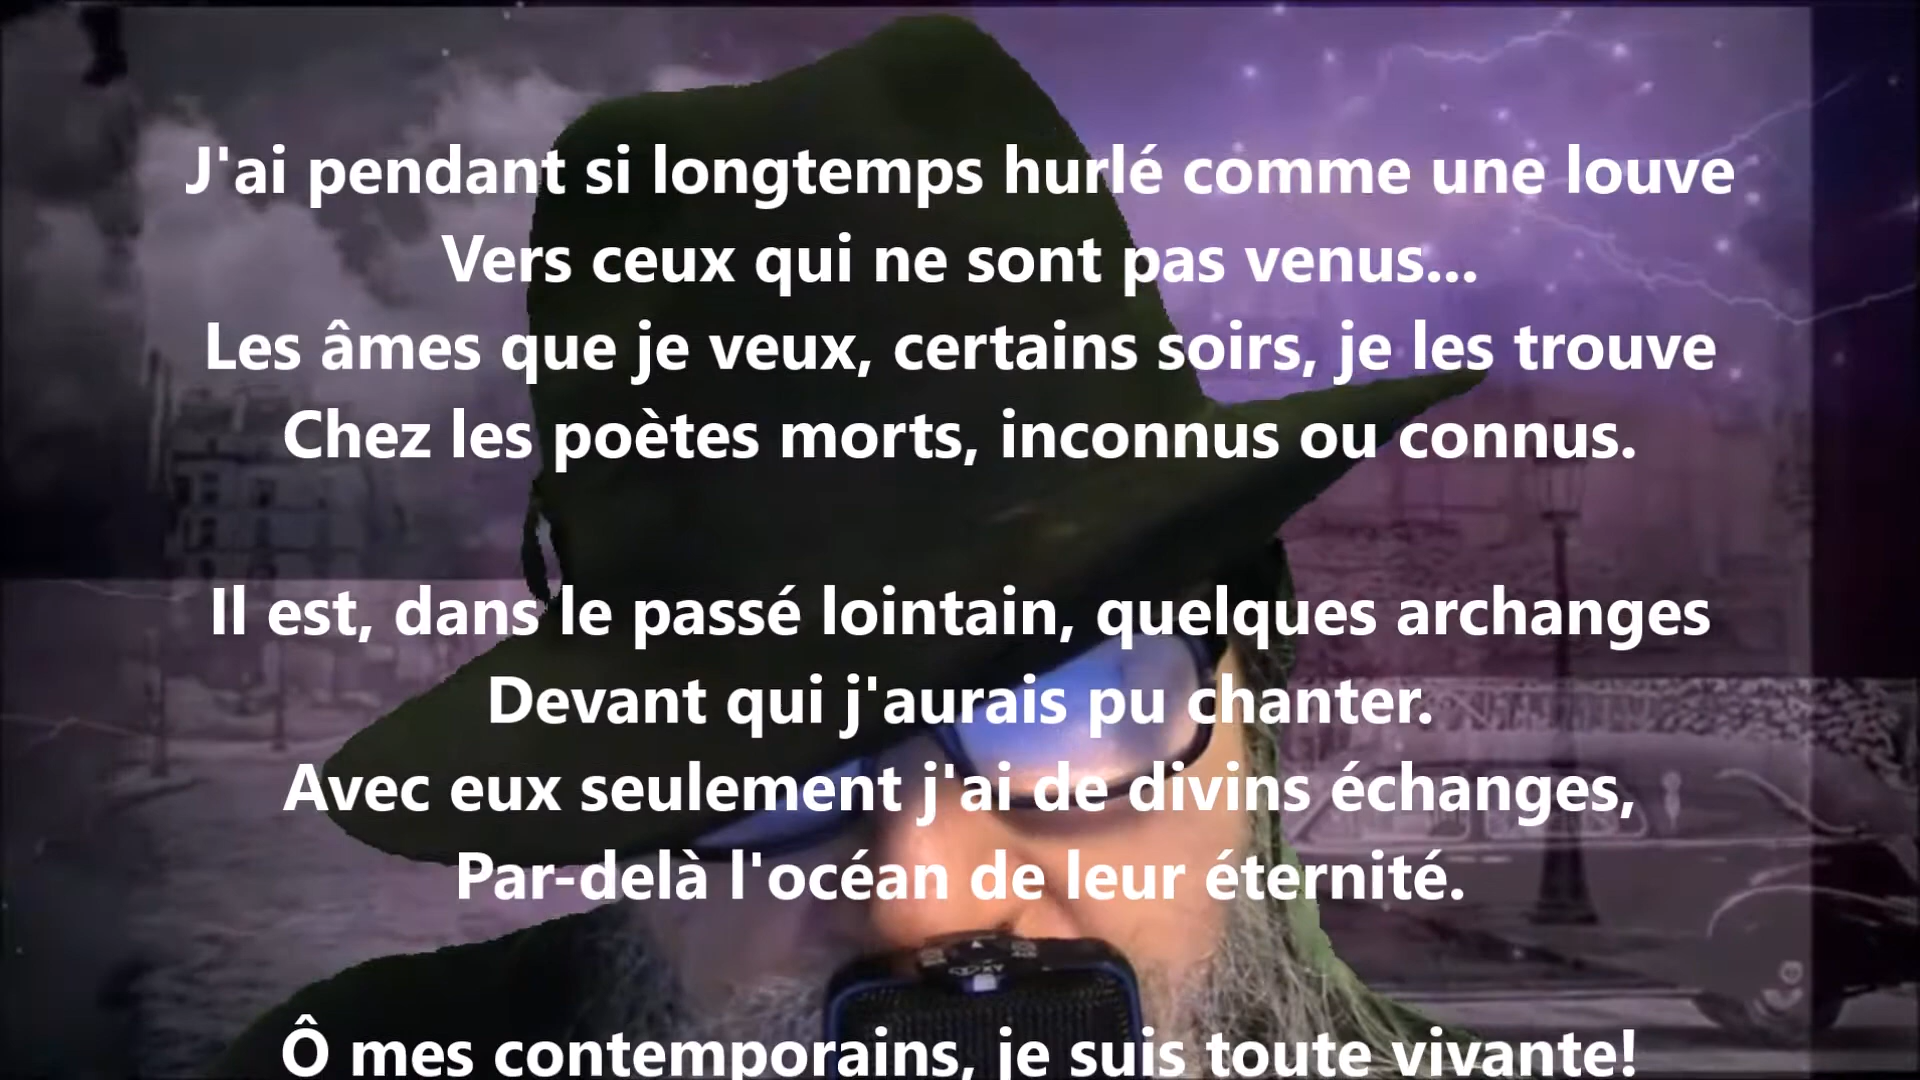 J'ai pendant si longtemps hurlé comme une louve
Vers ceux qui ne sont pas venus...
Les âmes que je veux, certains soirs, je les trouve
Chez les poètes morts, inconnus ou connus.
Il est, dans le passé lointain, quelques archanges
Devant qui j'aurais pu chanter.
Avec eux seulement j'ai de divins échanges,
Par-delà l'océan de leur éternité.
Ô mes contemporains, je suis toute vivante!